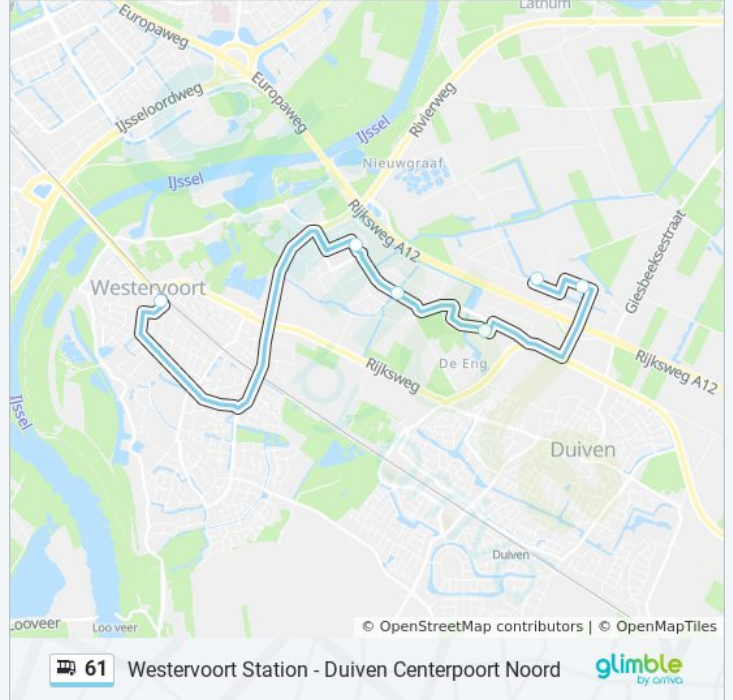 Lathum
Europaweg
Europaweg
IJsseloordweg
IJssel
Rivierweg
Nieuwgraaf
IJssel
Rijksweg A12
Giesbeeksestraat
Westervoort
Rijksweg A12
De Eng
Rijksweg
IJssel
Duiven
Duiven
Looveer
Loo veer
© OpenStreetMap contributors | © OpenMapTiles
61 Westervoort Station - Duiven Centerpoort Noord
glimble
by arriva